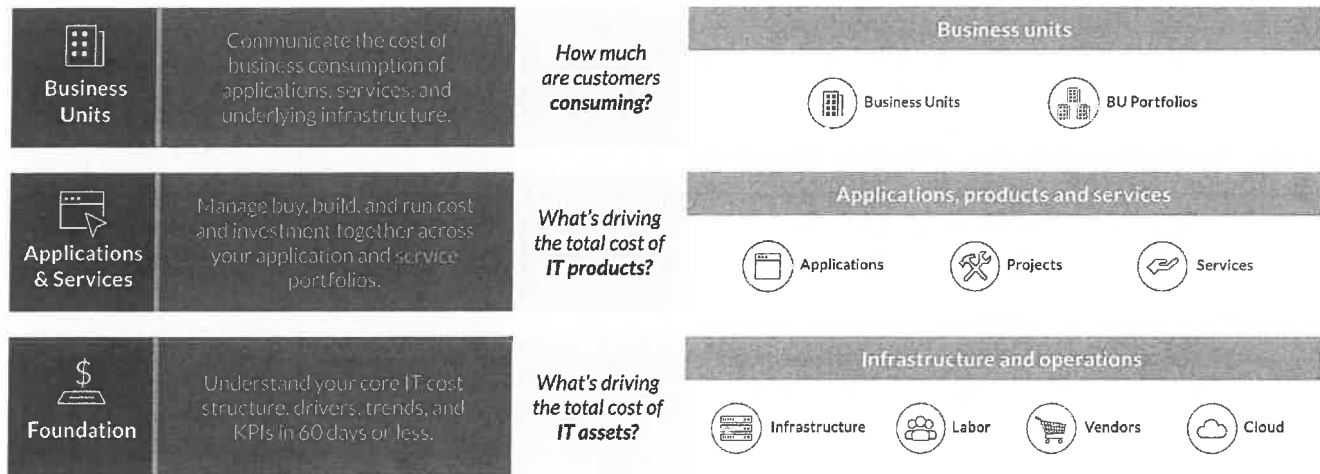 Business
Units
Communicate the cost of
business consumption of
applications, services, and
underlying infrastructure.
How much
are customers
consuming?
Business units
Business Units
BU Portfolios
Applications
& Services
Manage buy, build, and run cost
and investment together across
your application and service
portfolios.
What's driving
the total cost of
IT products?
Applications, products and services
Applications
Projects
Services
$
Foundation
Understand your core IT cost
structure, drivers, trends, and
KPIs in 60 days or less.
What's driving
the total cost of
IT assets?
Infrastructure and operations
Infrastructure
Labor
Vendors
Cloud